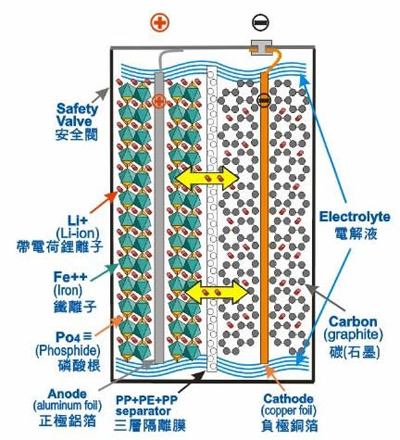 Safety
Valve
安全閥
Li+
(Li-ion)
帶電荷鋰離子
Fe++
(Iron)
鐵離子
Po4≡
(Phosphide)
磷酸根
Anode
(aluminum foil)
正極鋁箔
PP+PE+PP
separator
三層隔離膜
Cathode
(copper foil)
負極銅箔
Electrolyte
電解液
Carbon
(graphite)
碳(石墨)